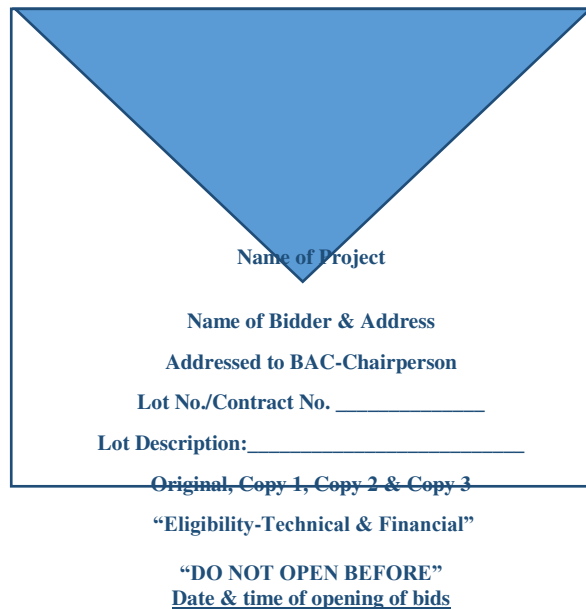 Name of Project
Name of Bidder & Address
Addressed to BAC-Chairperson
Lot No./Contract No. ______________
Lot Description:__________________________
Original, Copy 1, Copy 2 & Copy 3
“Eligibility-Technical & Financial”
“DO NOT OPEN BEFORE”
Date & time of opening of bids